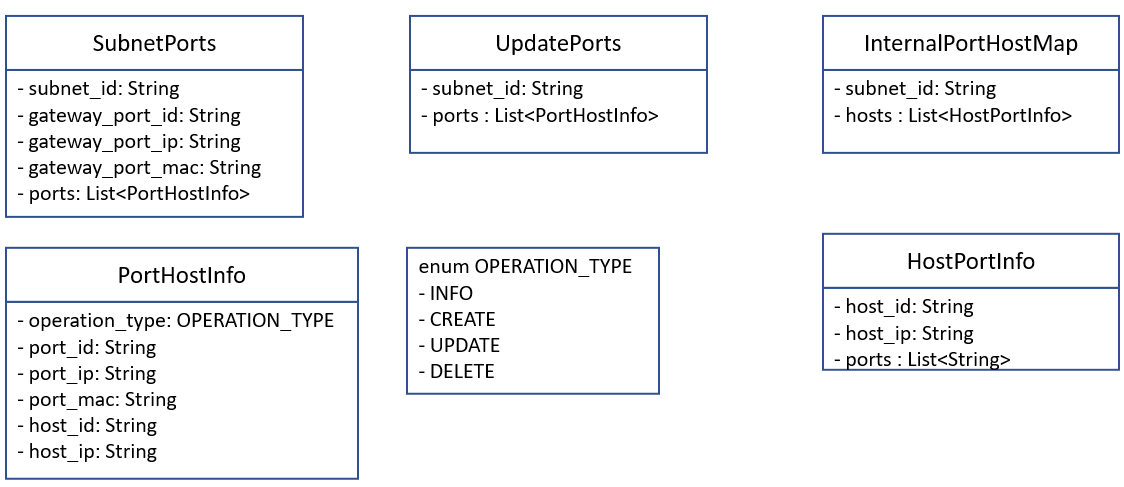 SubnetPorts
- subnet_id: String
- gateway_port_id: String
- gateway_port_ip: String
- gateway_port_mac: String
- ports: List<PortHostInfo>
UpdatePorts
- subnet_id: String
- ports : List<PortHostInfo>
InternalPortHostMap
- subnet_id: String
- hosts : List<HostPortInfo>
PortHostInfo
- operation_type: OPERATION_TYPE
- port_id: String
- port_ip: String
- port_mac: String
- host_id: String
- host_ip: String
enum OPERATION_TYPE
- INFO
- CREATE
- UPDATE
- DELETE
HostPortInfo
- host_id: String
- host_ip: String
- ports : List<String>